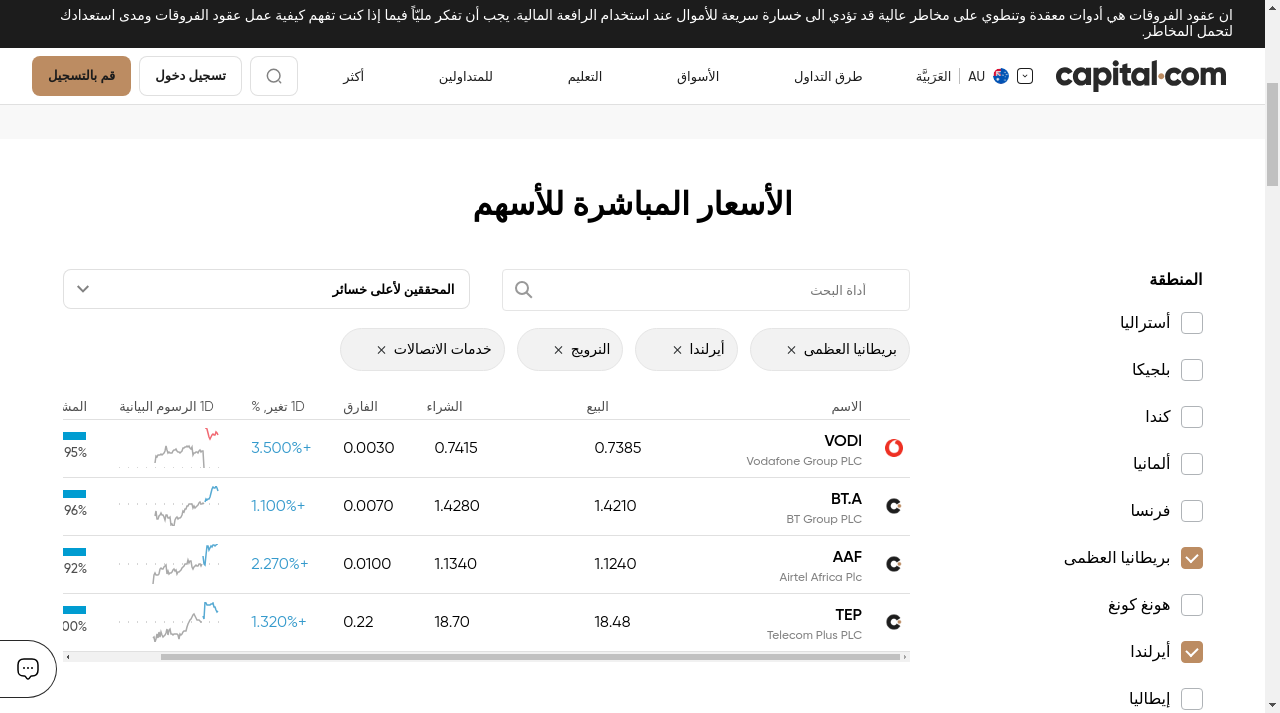 ان عقود الفروقات هي أدوات معقدة وتنطوي على مخاطر عالية قد تؤدي الى خسارة سريعة للأموال عند استخدام الرافعة المالية. يجب أن تفكر مليّاً فيما إذا كنت تفهم كيفية عمل عقود الفروقات ومدى استعدادك
لتحمل المخاطر.
capital.com
AU
العَرَبيَّة
طرق التداول
الأسواق
التعليم
للمتداولين
أكثر
تسجيل دخول
قم بالتسجيل
الأسعار المباشرة للأسهم
المنطقة
أستراليا
بلجيكا
كندا
ألمانيا
فرنسا
بريطانيا العظمى
هونغ كونغ
أيرلندا
إيطاليا
أداة البحث
المحققين لأعلى خسائر
بريطانيا العظمى ×
أيرلندا ×
النرويج ×
خدمات الاتصالات ×
الاسم البيع الشراء الفارق 1D تغير, % 1D الرسوم البيانية
VODI 0.7385 0.7415 0.0030 3.500%+ 95%
Vodafone Group PLC
BT.A 1.4210 1.4280 0.0070 1.100%+ 96%
BT Group PLC
AAF 1.1240 1.1340 0.0100 2.270%+ 92%
Airtel Africa Plc
TEP 18.48 18.70 0.22 1.320%+
Telecom Plus PLC